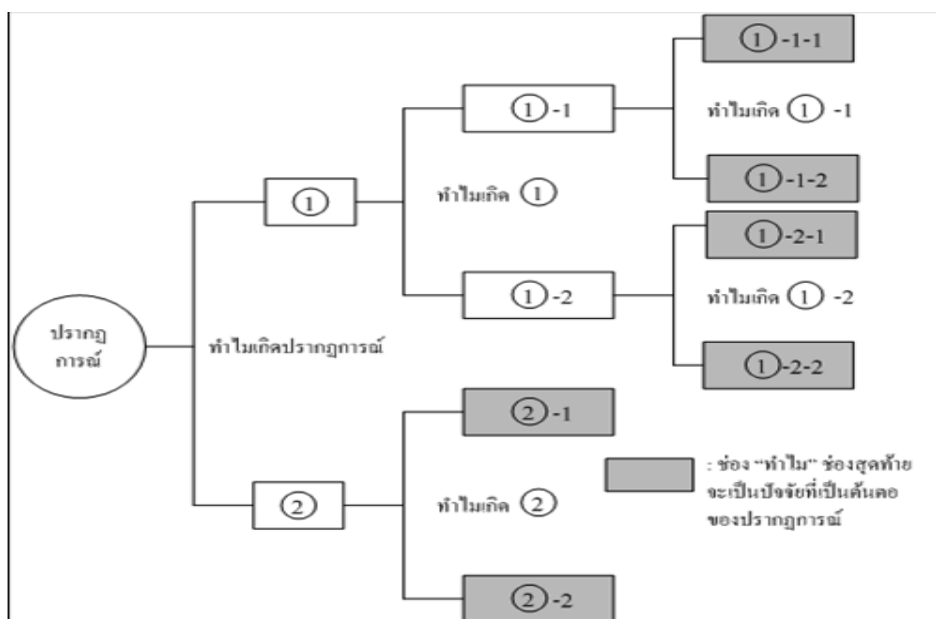 ① -1-1
① -1
ทำไมเกิด ① -1
① -1-2
①
ทำไมเกิด ①
① -2-1
① -2
ทำไมเกิด ① -2
ปรากฏ
การณ์
ทำไมเกิดปรากฏการณ์
① -2-2
② -1
: ช่อง “ทำไม” ช่องสุดท้าย
จะเป็นปัจจัยที่เป็นต้นตอ
ของปรากฏการณ์
②
ทำไมเกิด ②
② -2